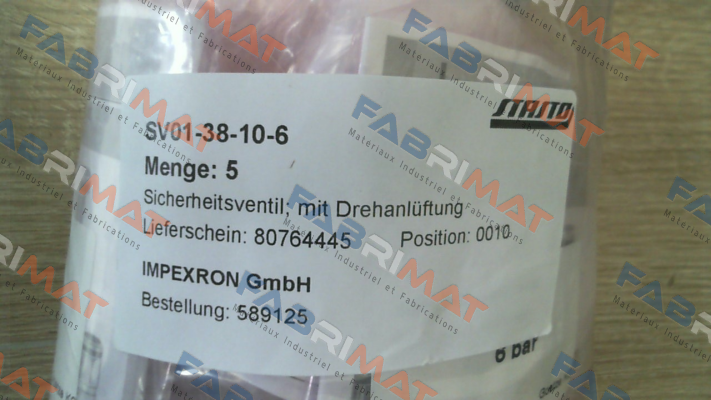 STASTO
SV01-38-10-6
Menge: 5
Sicherheitsventil, mit Drehanlüftung
Lieferschein: 80764445 Position: 0010
IMPEXRON GmbH
Bestellung: 589125
6 bar
FABRIMAT
Materiaux Industriel et Fabrications